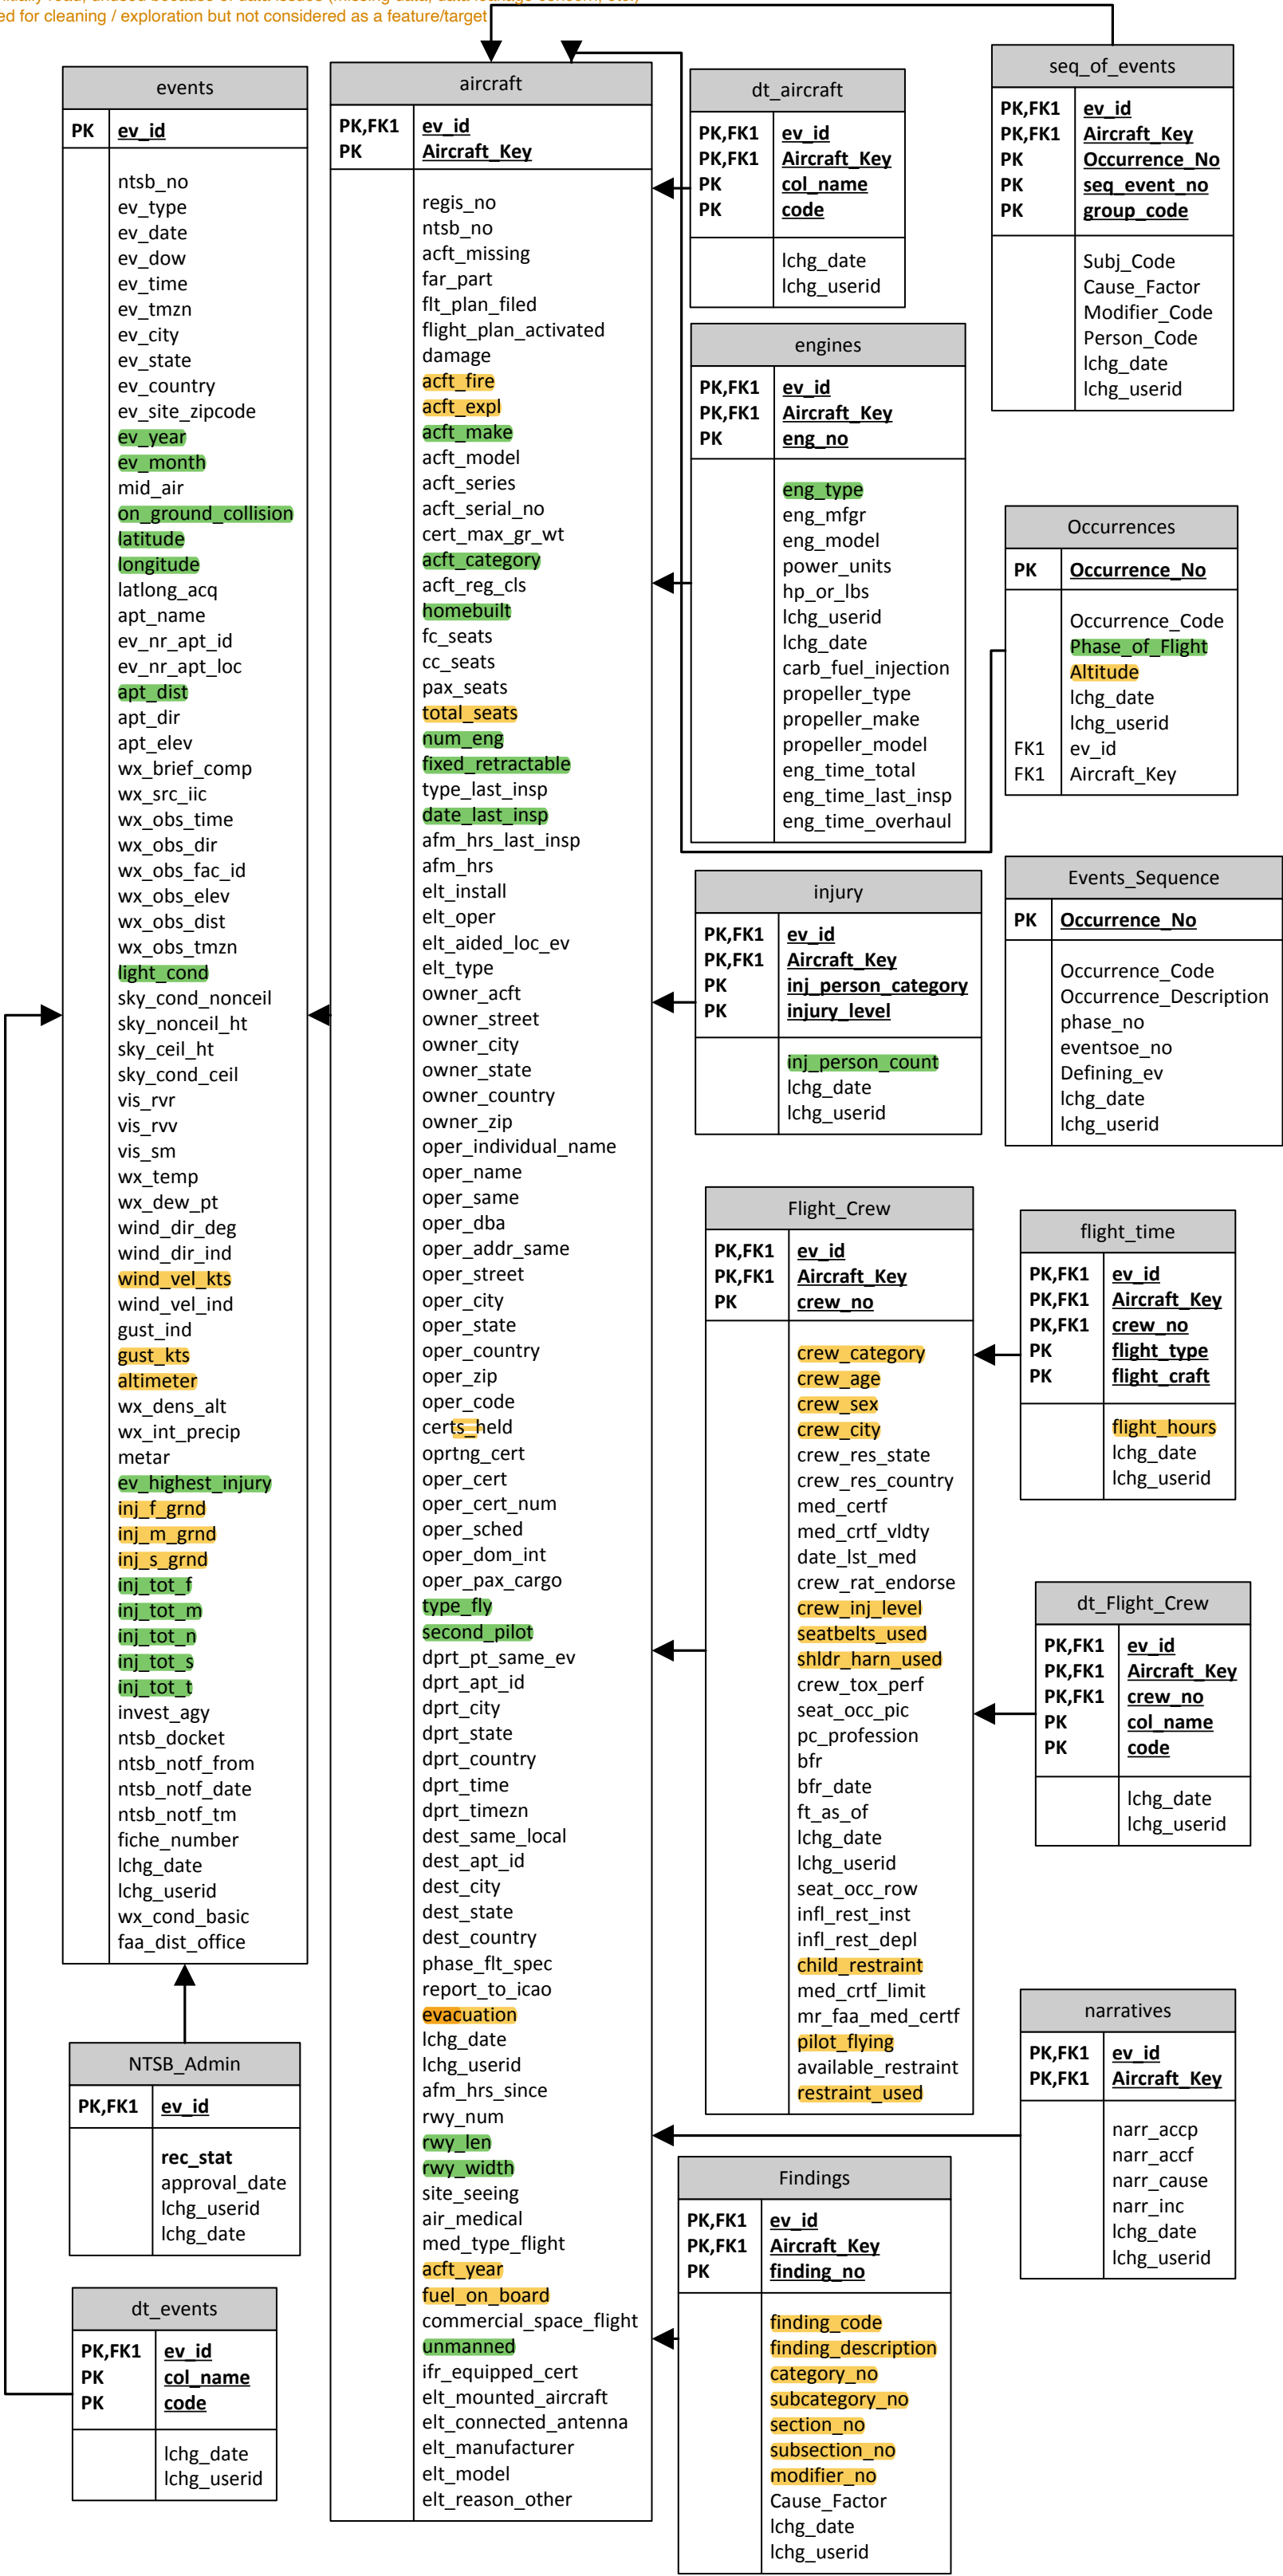 ed for cleaning / exploration but not considered as a feature/target
events
PK ev_id
ntsb_no
ev_type
ev_date
ev_dow
ev_time
ev_tmzn
ev_city
ev_state
ev_country
ev_site_zipcode
ev_year
ev_month
mid_air
on_ground_collision
latitude
longitude
latlong_acq
apt_name
ev_nr_apt_id
ev_nr_apt_loc
apt_dist
apt_dir
apt_elev
wx_brief_comp
wx_src_iic
wx_obs_time
wx_obs_dir
wx_obs_fac_id
wx_obs_elev
wx_obs_dist
wx_obs_tmzn
light_cond
sky_cond_nonceil
sky_nonceil_ht
sky_ceil_ht
sky_cond_ceil
vis_rvr
vis_rvv
vis_sm
wx_temp
wx_dew_pt
wind_dir_deg
wind_dir_ind
wind_vel_kts
wind_vel_ind
gust_ind
gust_kts
altimeter
wx_dens_alt
wx_int_precip
metar
ev_highest_injury
inj_f_grnd
inj_m_grnd
inj_s_grnd
inj_tot_f
inj_tot_m
inj_tot_n
inj_tot_s
inj_tot_t
invest_agy
ntsb_docket
ntsb_notf_from
ntsb_notf_date
ntsb_notf_tm
fiche_number
lchg_date
lchg_userid
wx_cond_basic
faa_dist_office
NTSB_Admin
PK,FK1 ev_id
rec_stat
approval_date
lchg_userid
lchg_date
dt_events
PK,FK1 ev_id
PK col_name
PK code
lchg_date
lchg_userid
aircraft
PK,FK1 ev_id
PK Aircraft_Key
regis_no
ntsb_no
acft_missing
far_part
flt_plan_filed
flight_plan_activated
damage
acft_fire
acft_expl
acft_make
acft_model
acft_series
acft_serial_no
cert_max_gr_wt
acft_category
acft_reg_cls
homebuilt
fc_seats
cc_seats
pax_seats
total_seats
num_eng
fixed_retractable
type_last_insp
date_last_insp
afm_hrs_last_insp
afm_hrs
elt_install
elt_oper
elt_aided_loc_ev
elt_type
owner_acft
owner_street
owner_city
owner_state
owner_country
owner_zip
oper_individual_name
oper_name
oper_same
oper_dba
oper_addr_same
oper_street
oper_city
oper_state
oper_country
oper_zip
oper_code
certs_held
oprtng_cert
oper_cert
oper_cert_num
oper_sched
oper_dom_int
oper_pax_cargo
type_fly
second_pilot
dprt_pt_same_ev
dprt_apt_id
dprt_city
dprt_state
dprt_country
dprt_time
dprt_timezn
dest_same_local
dest_apt_id
dest_city
dest_state
dest_country
phase_flt_spec
report_to_icao
evacuation
lchg_date
lchg_userid
afm_hrs_since
rwy_num
rwy_len
rwy_width
site_seeing
air_medical
med_type_flight
acft_year
fuel_on_board
commercial_space_flight
unmanned
ifr_equipped_cert
elt_mounted_aircraft
elt_connected_antenna
elt_manufacturer
elt_model
elt_reason_other
dt_aircraft
PK,FK1 ev_id
PK,FK1 Aircraft_Key
PK col_name
PK code
lchg_date
lchg_userid
engines
PK,FK1 ev_id
PK,FK1 Aircraft_Key
PK eng_no
eng_type
eng_mfgr
eng_model
power_units
hp_or_lbs
lchg_userid
lchg_date
carb_fuel_injection
propeller_type
propeller_make
propeller_model
eng_time_total
eng_time_last_insp
eng_time_overhaul
injury
PK,FK1 ev_id
PK,FK1 Aircraft_Key
PK inj_person_category
PK injury_level
inj_person_count
lchg_date
lchg_userid
Flight_Crew
PK,FK1 ev_id
PK,FK1 Aircraft_Key
PK crew_no
crew_category
crew_age
crew_sex
crew_city
crew_res_state
crew_res_country
med_certf
med_crtf_vldty
date_lst_med
crew_rat_endorse
crew_inj_level
seatbelts_used
shldr_harn_used
crew_tox_perf
seat_occ_pic
pc_profession
bfr
bfr_date
ft_as_of
lchg_date
lchg_userid
seat_occ_row
infl_rest_inst
infl_rest_depl
child_restraint
med_crtf_limit
mr_faa_med_certf
pilot_flying
available_restraint
restraint_used
Findings
PK,FK1 ev_id
PK,FK1 Aircraft_Key
PK finding_no
finding_code
finding_description
category_no
subcategory_no
section_no
subsection_no
modifier_no
Cause_Factor
lchg_date
lchg_userid
seq_of_events
PK,FK1 ev_id
PK,FK1 Aircraft_Key
PK Occurrence_No
PK seq_event_no
PK group_code
Subj_Code
Cause_Factor
Modifier_Code
Person_Code
lchg_date
lchg_userid
Occurrences
PK Occurrence_No
Occurrence_Code
Phase_of_Flight
Altitude
lchg_date
lchg_userid
FK1 ev_id
FK1 Aircraft_Key
Events_Sequence
PK Occurrence_No
Occurrence_Code
Occurrence_Description
phase_no
eventsoe_no
Defining_ev
lchg_date
lchg_userid
flight_time
PK,FK1 ev_id
PK,FK1 Aircraft_Key
PK,FK1 crew_no
PK flight_type
PK flight_craft
flight_hours
lchg_date
lchg_userid
dt_Flight_Crew
PK,FK1 ev_id
PK,FK1 Aircraft_Key
PK,FK1 crew_no
PK col_name
PK code
lchg_date
lchg_userid
narratives
PK,FK1 ev_id
PK,FK1 Aircraft_Key
narr_accp
narr_accf
narr_cause
narr_inc
lchg_date
lchg_userid